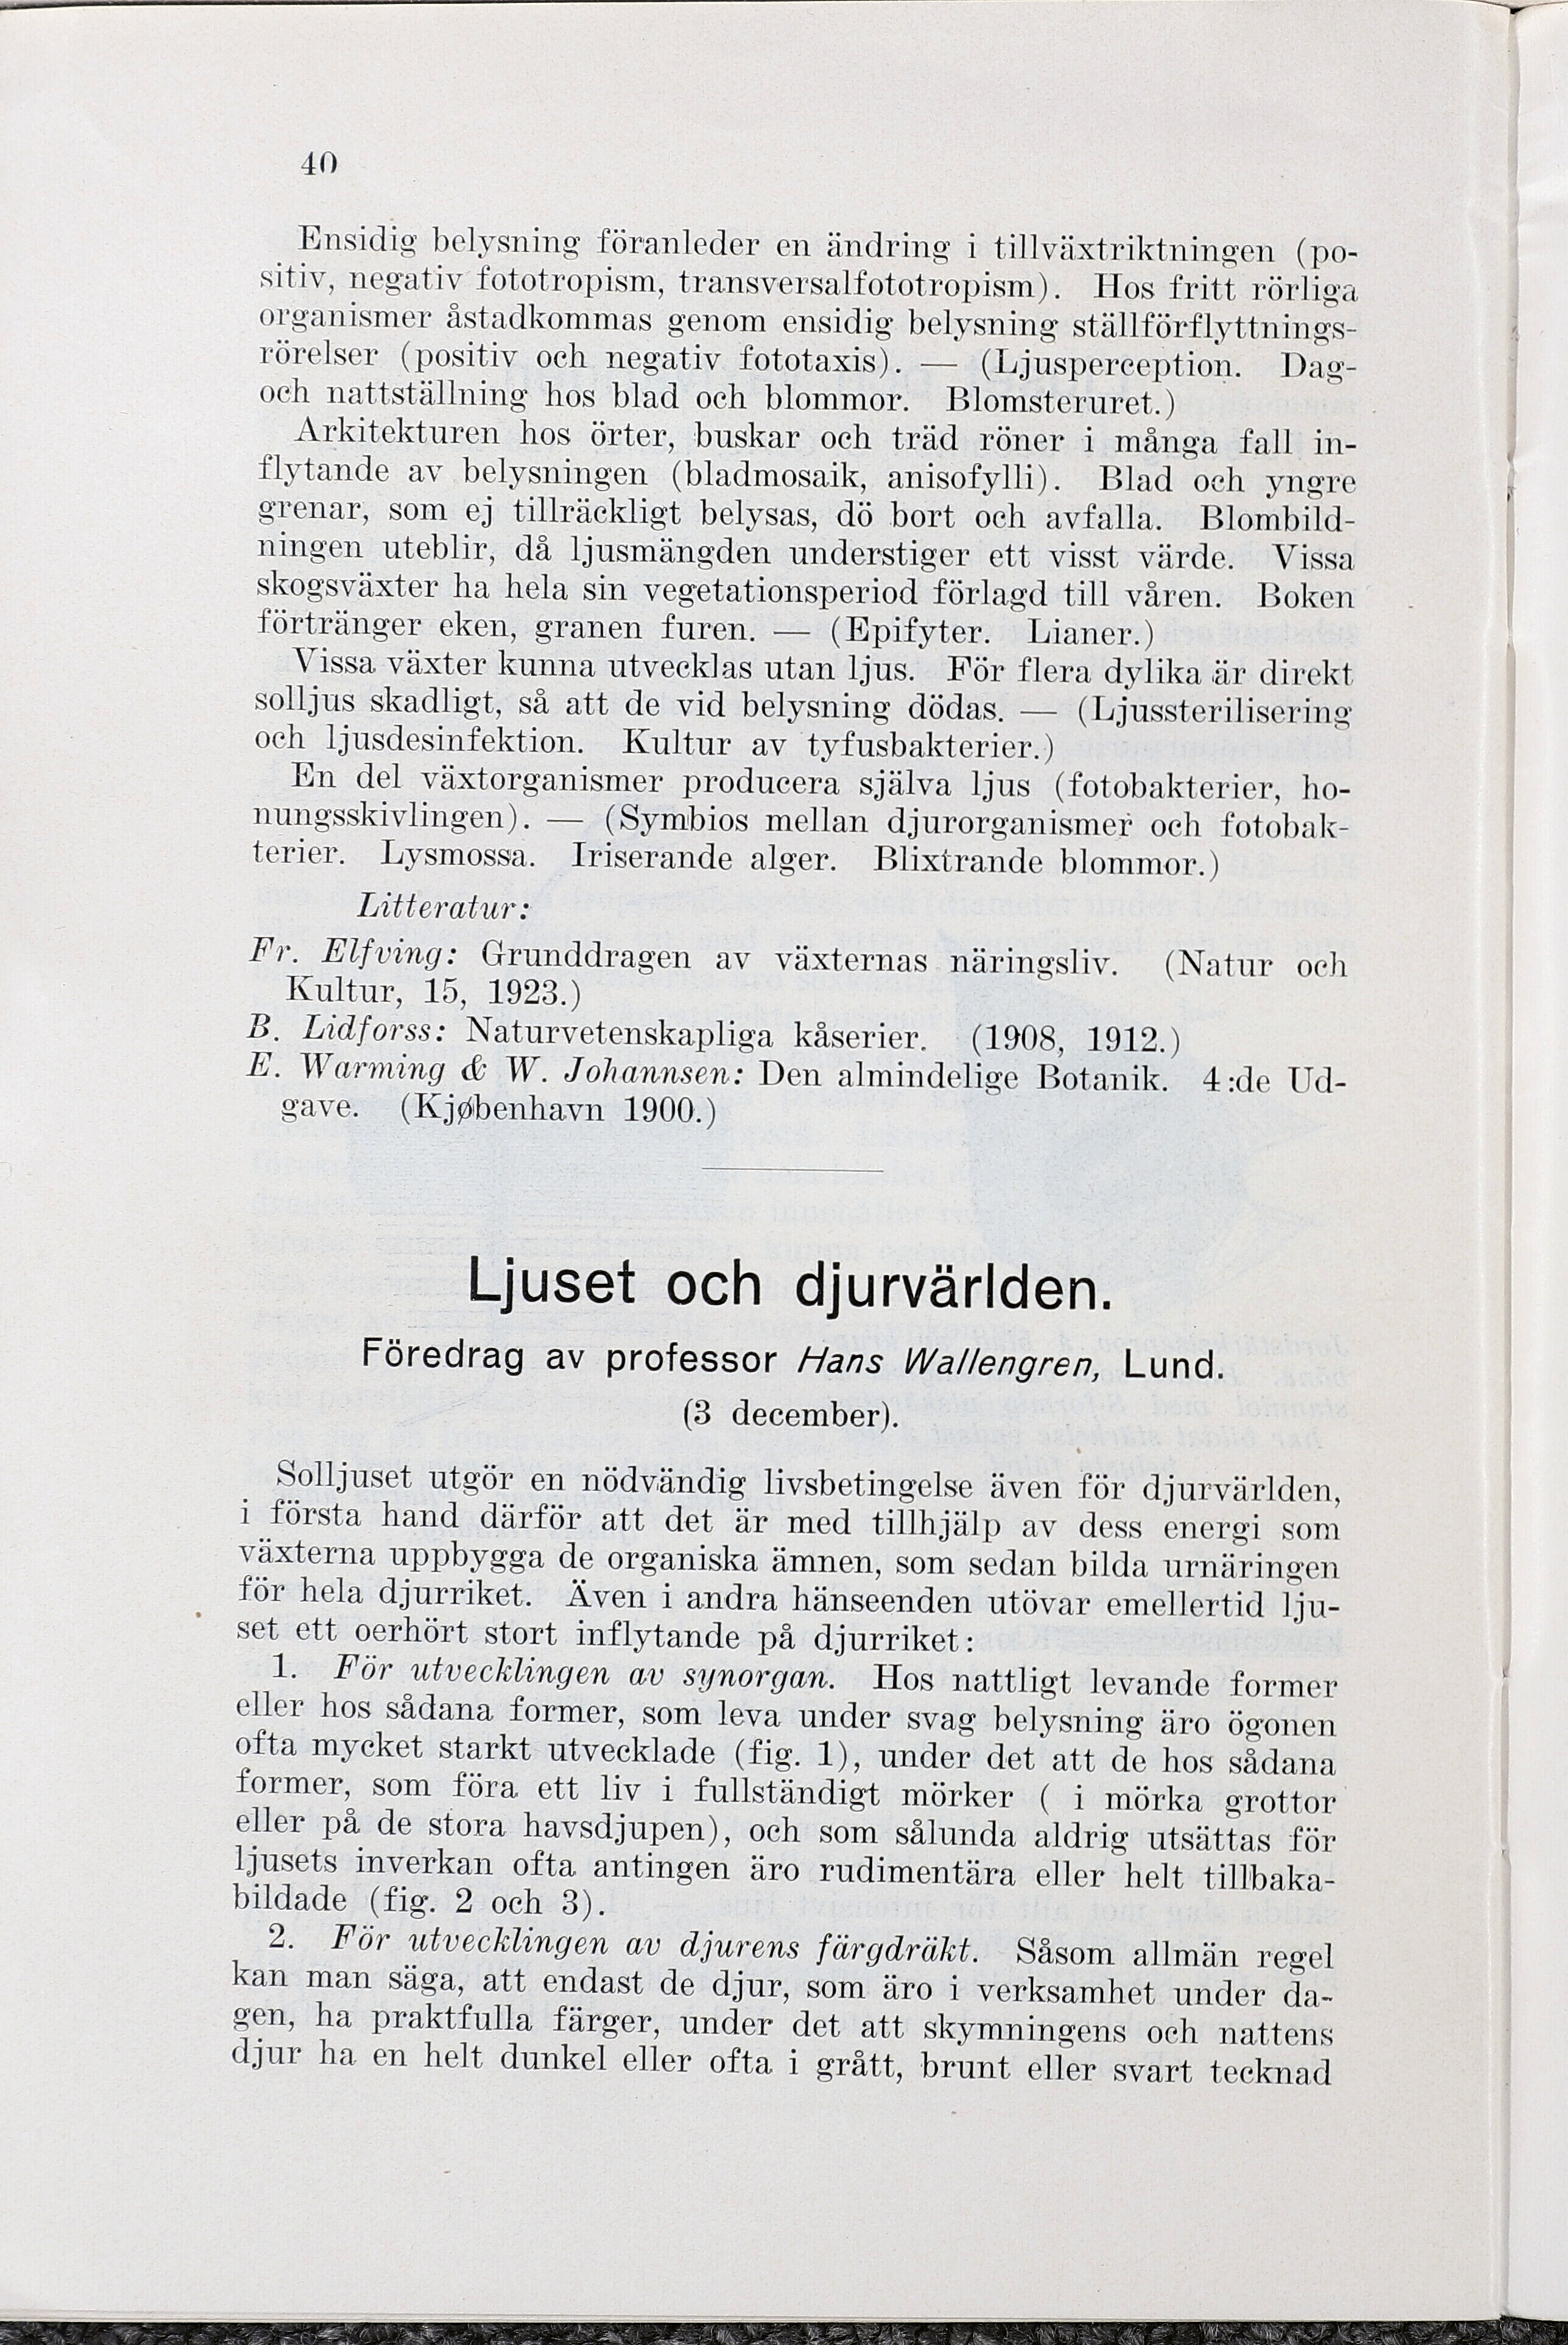 40
Ensidig belysning föranleder en ändring i tillväxtriktningen (po-
sitiv, negativ fototropism, transversalfototropism). Hos fritt rörliga
organismer åstadkommas genom ensidig belysning ställförflyttnings-
rörelser (positiv och negativ fototaxis). — (Ljusperception. Dag-
och nattställning hos blad och blommor. Blomsteruret.)
Arkitekturen hos örter, buskar och träd röner i många fall in-
flytande av belysningen (bladmosaik, anisofylli). Blad och yngre
grenar, som ej tillräckligt belysas, dö bort och avfalla. Blombild-
ningen uteblir, då ljusmängden understiger ett visst värde. Vissa
skogsväxter ha hela sin vegetationsperiod förlagd till våren. Boken
förtränger eken, granen furen. — (Epifyter. Lianer.)
Vissa växter kunna utvecklas utan ljus. För flera dylika är direkt
solljus skadligt, så att de vid belysning dödas. — (Ljussterilisering
och ljusdesinfektion. Kultur av tyfusbakterier.)
En del växtorganismer producera själva ljus (fotobakterier, ho-
nungsskivlingen). — (Symbios mellan djurorganismer och fotobak-
terier. Lysmossa. Iriserande alger. Blixtrande blommor.)
Litteratur:
Fr. Elfving: Grunddragen av växternas näringsliv. (Natur och
Kultur, 15, 1923.)
B. Lidforss: Naturvetenskapliga kåserier. (1908, 1912.)
E. Warming & W. Johannsen: Den almindelige Botanik. 4:de Ud-
gave. (Kjøbenhavn 1900.)
Ljuset och djurvärlden.
Föredrag av professor Hans Wallengren, Lund.
(3 december).
Solljuset utgör en nödvändig livsbetingelse även för djurvärlden,
i första hand därför att det är med tillhjälp av dess energi som
växterna uppbygga de organiska ämnen, som sedan bilda urnäringen
för hela djurriket. Även i andra hänseenden utövar emellertid lju-
set ett oerhört stort inflytande på djurriket:
1. För utvecklingen av synorgan. Hos nattligt levande former
eller hos sådana former, som leva under svag belysning äro ögonen
ofta mycket starkt utvecklade (fig. 1), under det att de hos sådana
former, som föra ett liv i fullständigt mörker ( i mörka grottor
eller på de stora havsdjupen), och som sålunda aldrig utsättas för
ljusets inverkan ofta antingen äro rudimentära eller helt tillbaka-
bildade (fig. 2 och 3).
2. För utvecklingen av djurens färgdräkt. Såsom allmän regel
kan man säga, att endast de djur, som äro i verksamhet under da-
gen, ha praktfulla färger, under det att skymningens och nattens
djur ha en helt dunkel eller ofta i grått, brunt eller svart tecknad